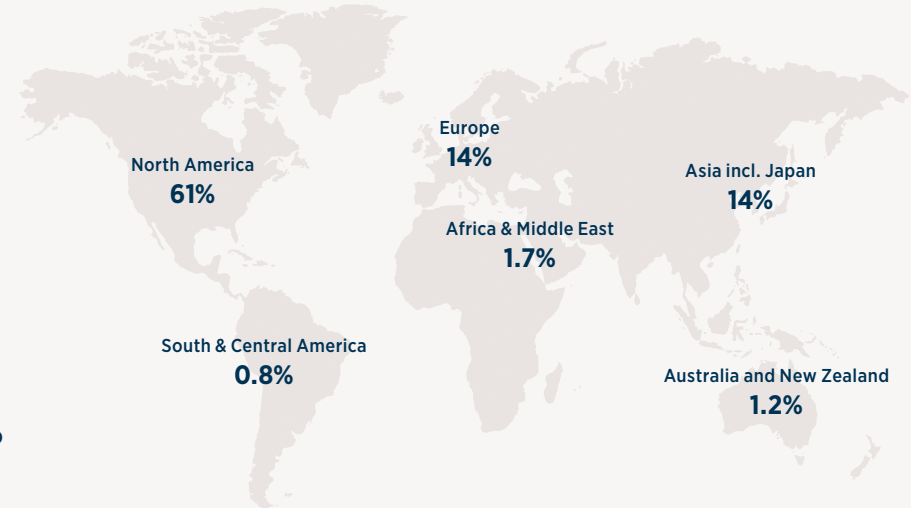 Europe
14%
North America
61%
Asia incl. Japan
14%
Africa & Middle East
1.7%
South & Central America
0.8%
Australia and New Zealand
1.2%